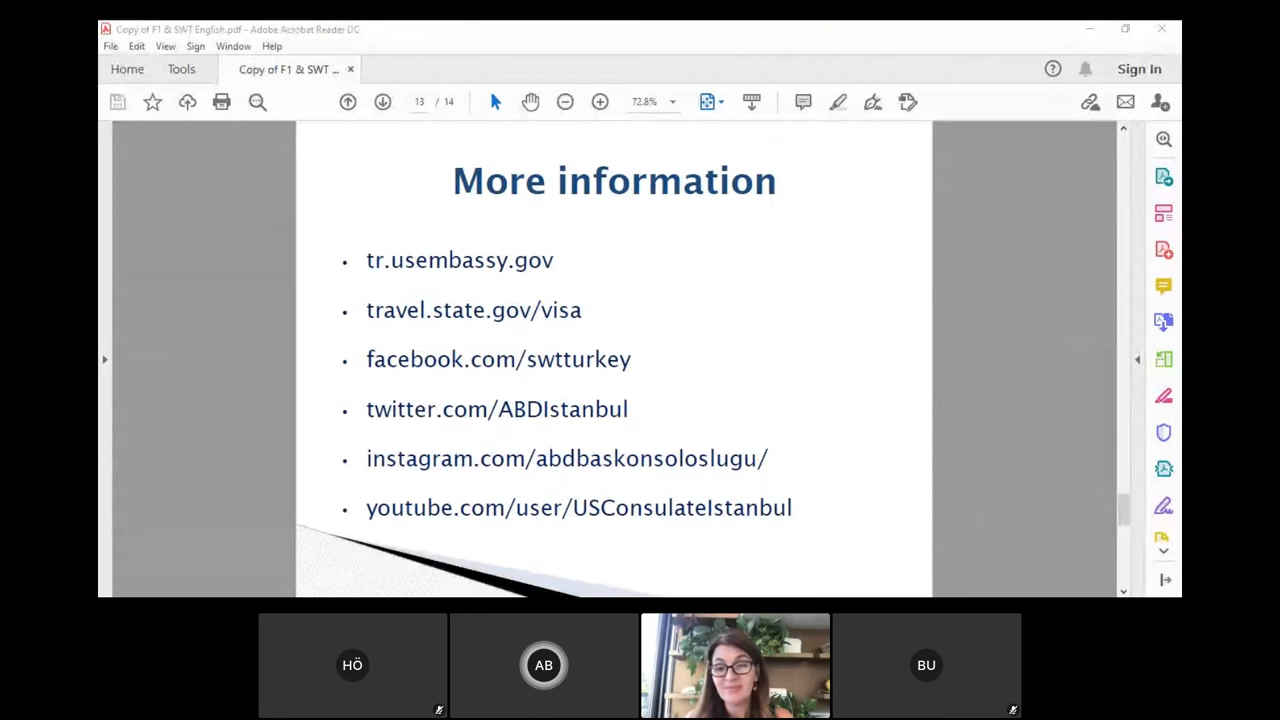 Copy of F1 & SWT English.pdf - Adobe Acrobat Reader DC
File Edit View Sign Window Help
Home Tools Copy of F1 & SWT ... × Sign In
13 / 14 72.8%
More information
• tr.usembassy.gov
• travel.state.gov/visa
• facebook.com/swtturkey
• twitter.com/ABDIstanbul
• instagram.com/abdbaskonsoloslugu/
• youtube.com/user/USConsulateIstanbul
HÖ AB BU